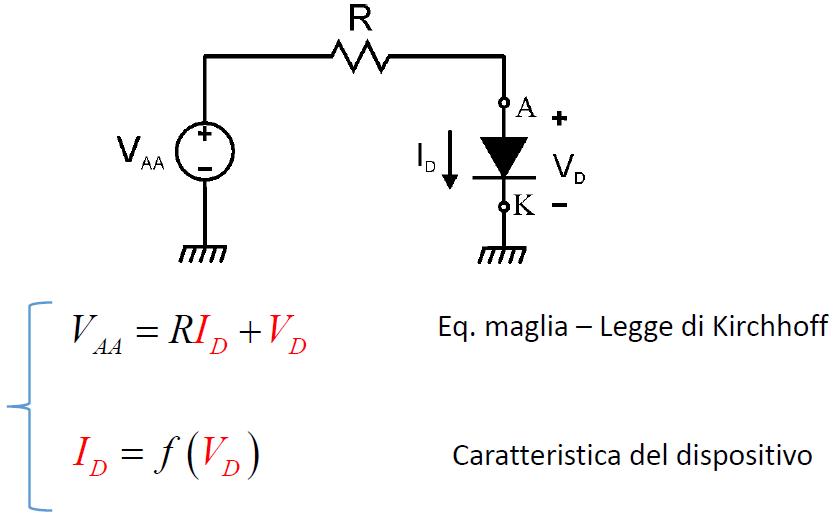 R
V_AA
+
−
I_D
A
+
V_D
K
−
V_AA = RI_D + V_D
Eq. maglia – Legge di Kirchhoff
I_D = f(V_D)
Caratteristica del dispositivo